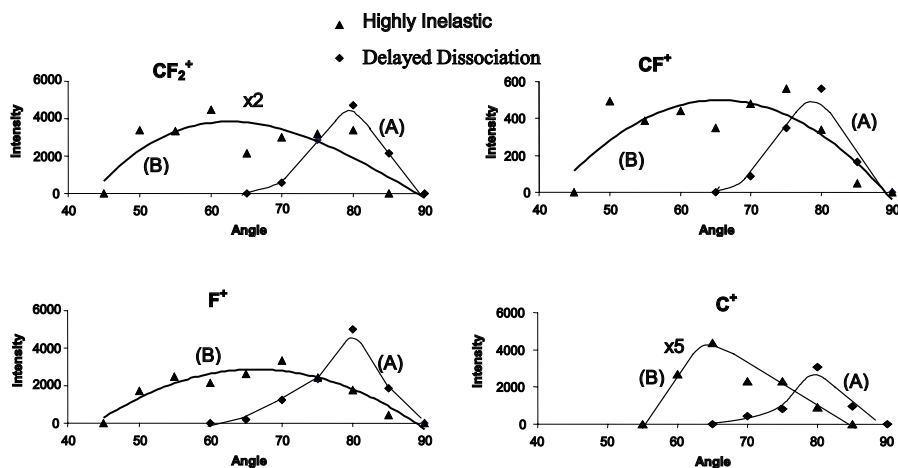 ▲ Highly Inelastic
◆ Delayed Dissociation
CF₂⁺
Intensity
6000
4000
2000
0
x2
(A)
(B)
40 50 60 70 80 90
Angle
CF⁺
Intensity
600
400
200
0
(A)
(B)
40 50 60 70 80 90
Angle
F⁺
Intensity
6000
4000
2000
0
(B)
(A)
40 50 60 70 80 90
Angle
C⁺
Intensity
6000
4000
2000
0
x5
(B)
(A)
40 50 60 70 80 90
Angle